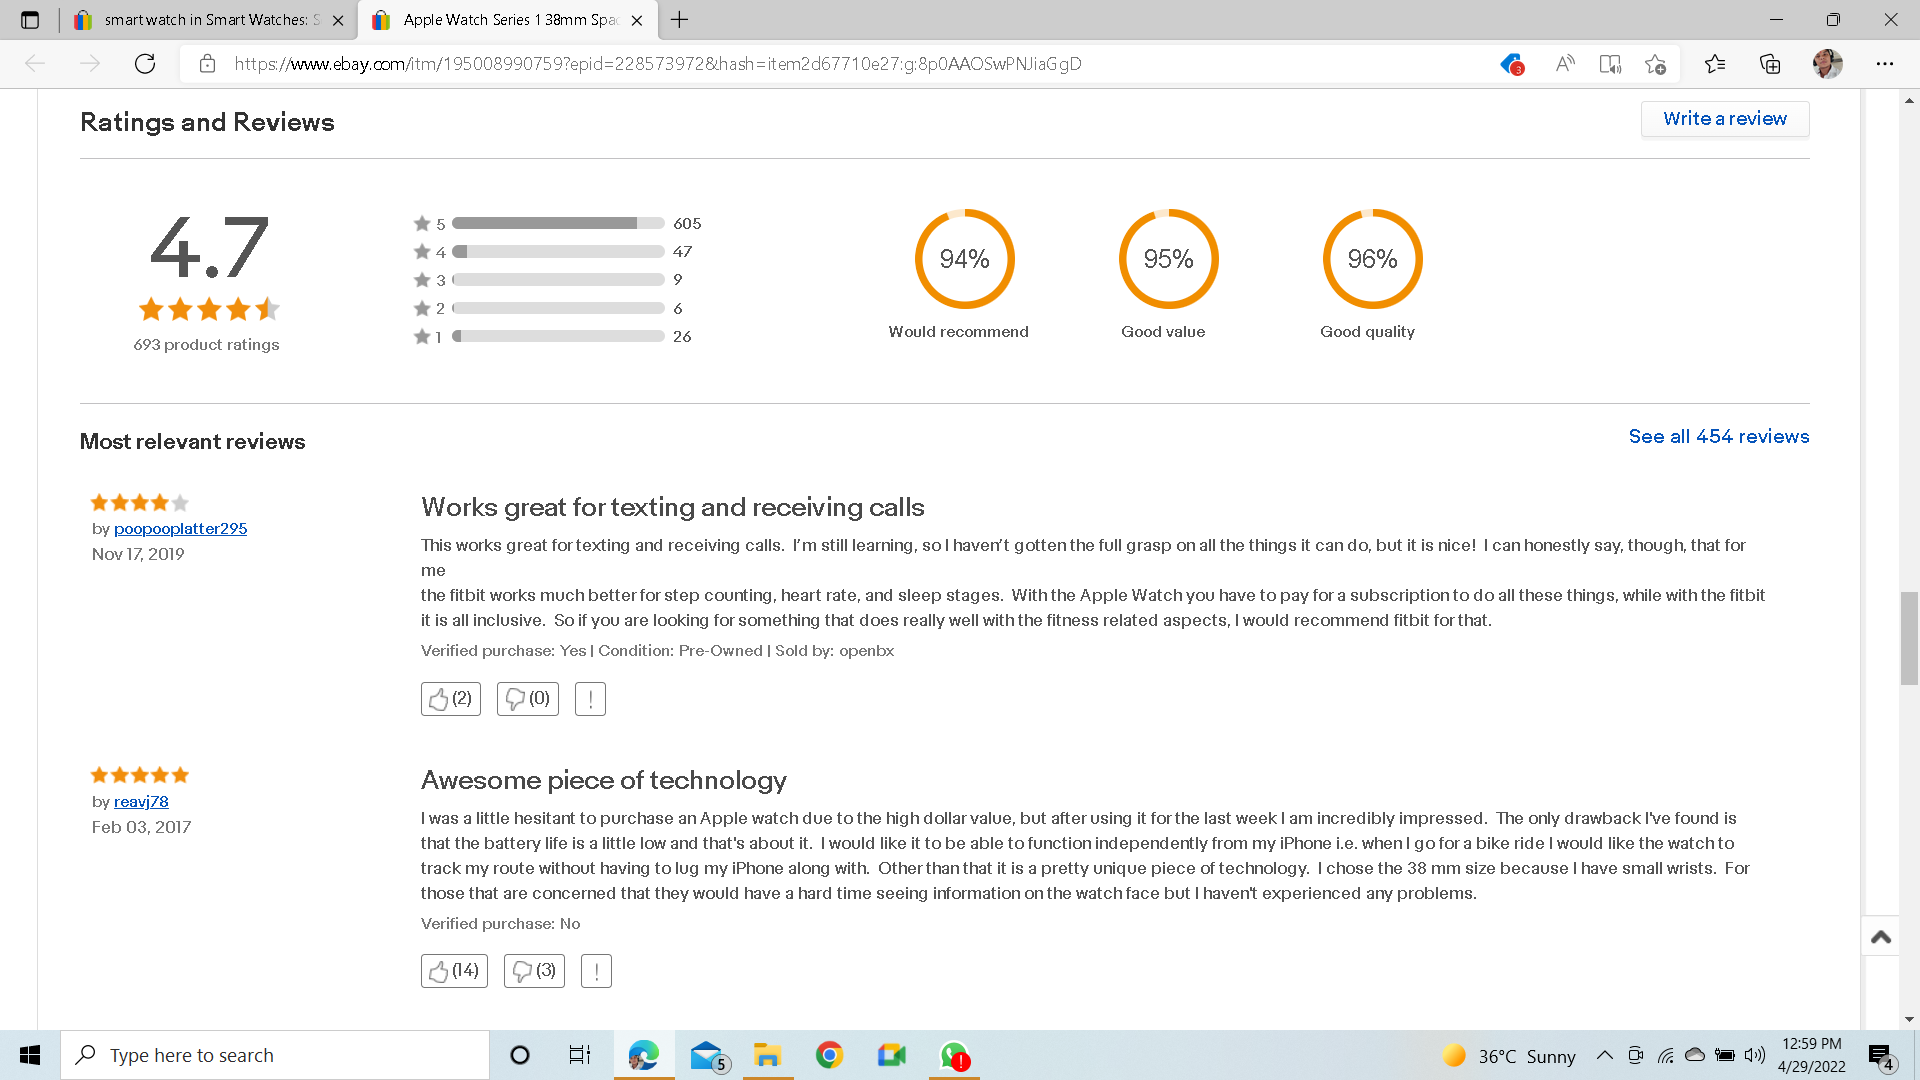 smart watch in Smart Watches: S
Apple Watch Series 1 38mm Spac
https://www.ebay.com/itm/195008990759?epid=228573972&hash=item2d67710e27:g:8p0AAOSwPNJiaGgD
3
Ratings and Reviews
Write a review
4.7
693 product ratings
5 605
4 47
3 9
2 6
1 26
94%
Would recommend
95%
Good value
96%
Good quality
Most relevant reviews
See all 454 reviews
by poopooplatter295
Nov 17, 2019
Works great for texting and receiving calls
This works great for texting and receiving calls.  I'm still learning, so I haven't gotten the full grasp on all the things it can do, but it is nice!  I can honestly say, though, that for
me
the fitbit works much better for step counting, heart rate, and sleep stages.  With the Apple Watch you have to pay for a subscription to do all these things, while with the fitbit
it is all inclusive.  So if you are looking for something that does really well with the fitness related aspects, I would recommend fitbit for that.
Verified purchase: Yes | Condition: Pre-Owned | Sold by: openbx
(2)
(0)
by reavj78
Feb 03, 2017
Awesome piece of technology
I was a little hesitant to purchase an Apple watch due to the high dollar value, but after using it for the last week I am incredibly impressed.  The only drawback I've found is
that the battery life is a little low and that's about it.  I would like it to be able to function independently from my iPhone i.e. when I go for a bike ride I would like the watch to
track my route without having to lug my iPhone along with.  Other than that it is a pretty unique piece of technology.  I chose the 38 mm size because I have small wrists.  For
those that are concerned that they would have a hard time seeing information on the watch face but I haven't experienced any problems.
Verified purchase: No
(14)
(3)
Type here to search
5
36°C Sunny
12:59 PM
4/29/2022
4